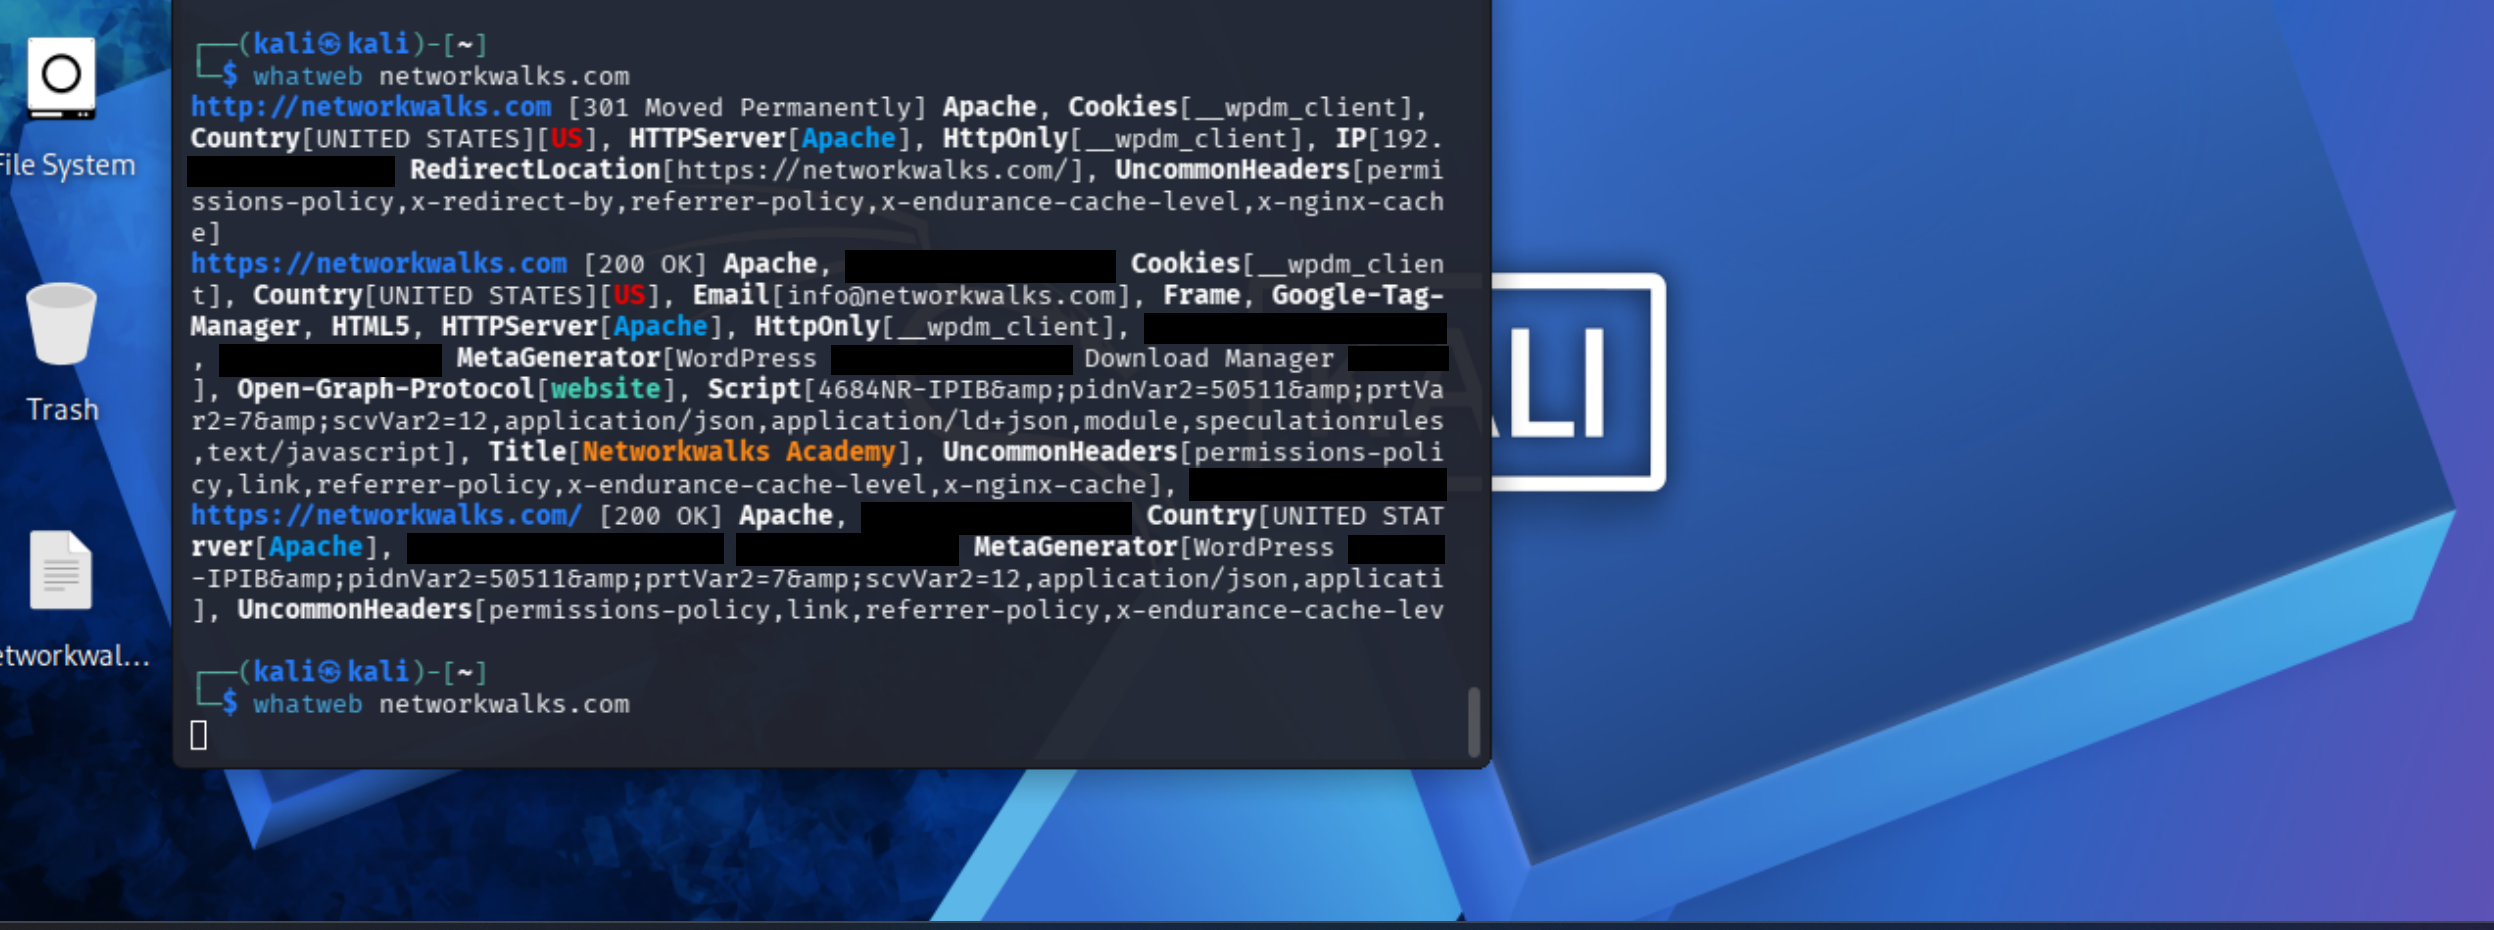 ┌──(kali㉿kali)-[~]
└─$ whatweb networkwalks.com
http://networkwalks.com [301 Moved Permanently] Apache, Cookies[__wpdm_client],
Country[UNITED STATES][US], HTTPServer[Apache], HttpOnly[__wpdm_client], IP[192.
RedirectLocation[https://networkwalks.com/], UncommonHeaders[permi
ssions-policy,x-redirect-by,referrer-policy,x-endurance-cache-level,x-nginx-cach
e]
https://networkwalks.com [200 OK] Apache, Cookies[__wpdm_clien
t], Country[UNITED STATES][US], Email[info@networkwalks.com], Frame, Google-Tag-
Manager, HTML5, HTTPServer[Apache], HttpOnly[__wpdm_client],
, MetaGenerator[WordPress Download Manager
], Open-Graph-Protocol[website], Script[4684NR-IPIB&amp;pidnVar2=50511&amp;prtVa
r2=7&amp;scvVar2=12,application/json,application/ld+json,module,speculationrules
,text/javascript], Title[Networkwalks Academy], UncommonHeaders[permissions-poli
cy,link,referrer-policy,x-endurance-cache-level,x-nginx-cache],
https://networkwalks.com/ [200 OK] Apache, Country[UNITED STAT
rver[Apache], MetaGenerator[WordPress
-IPIB&amp;pidnVar2=50511&amp;prtVar2=7&amp;scvVar2=12,application/json,applicati
], UncommonHeaders[permissions-policy,link,referrer-policy,x-endurance-cache-lev
┌──(kali㉿kali)-[~]
└─$ whatweb networkwalks.com
File System
Trash
etworkwal...
ALI